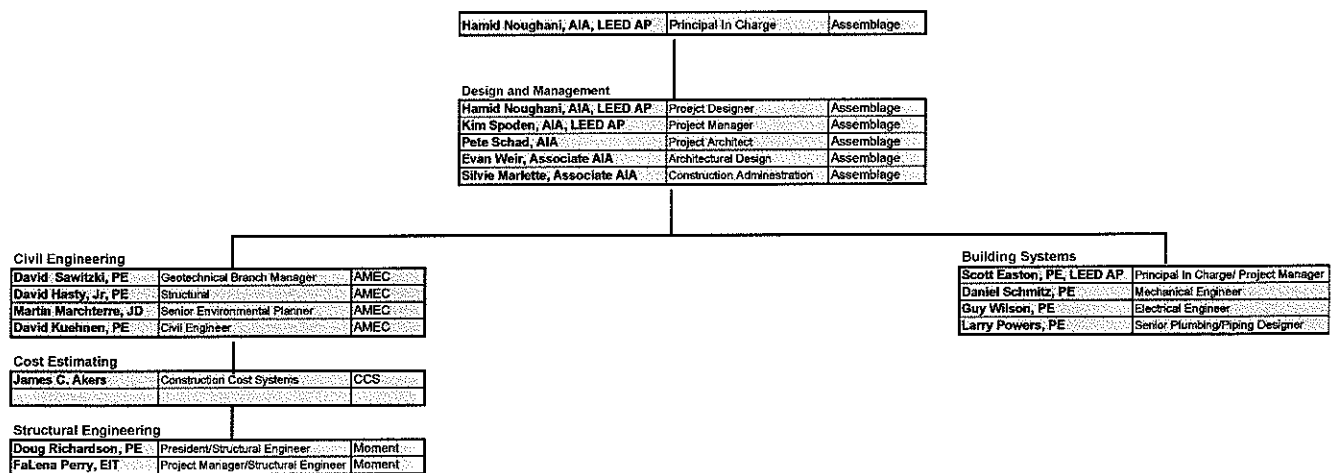 Hamid Noughani, AIA, LEED AP Principal In Charge Assemblage
Design and Management
Hamid Noughani, AIA, LEED AP Proejct Designer Assemblage
Kim Spoden, AIA, LEED AP Project Manager Assemblage
Pete Schad, AIA Project Architect Assemblage
Evan Weir, Associate AIA Architectural Design Assemblage
Silvie Marlette, Associate AIA Construction Administration Assemblage
Civil Engineering
David Sawitzki, PE Geotechnical Branch Manager AMEC
David Hasty, Jr, PE Structural AMEC
Martin Marchterre, JD Senior Environmental Planner AMEC
David Kuehnen, PE Civil Engineer AMEC
Cost Estimating
James C. Akers Construction Cost Systems CCS
Structural Engineering
Doug Richardson, PE President/Structural Engineer Moment
FaLena Perry, EIT Project Manager/Structural Engineer Moment
Building Systems
Scott Easton, PE, LEED AP Principal In Charge/ Project Manager
Daniel Schmitz, PE Mechanical Engineer
Guy Wilson, PE Electrical Engineer
Larry Powers, PE Senior Plumbing/Piping Designer